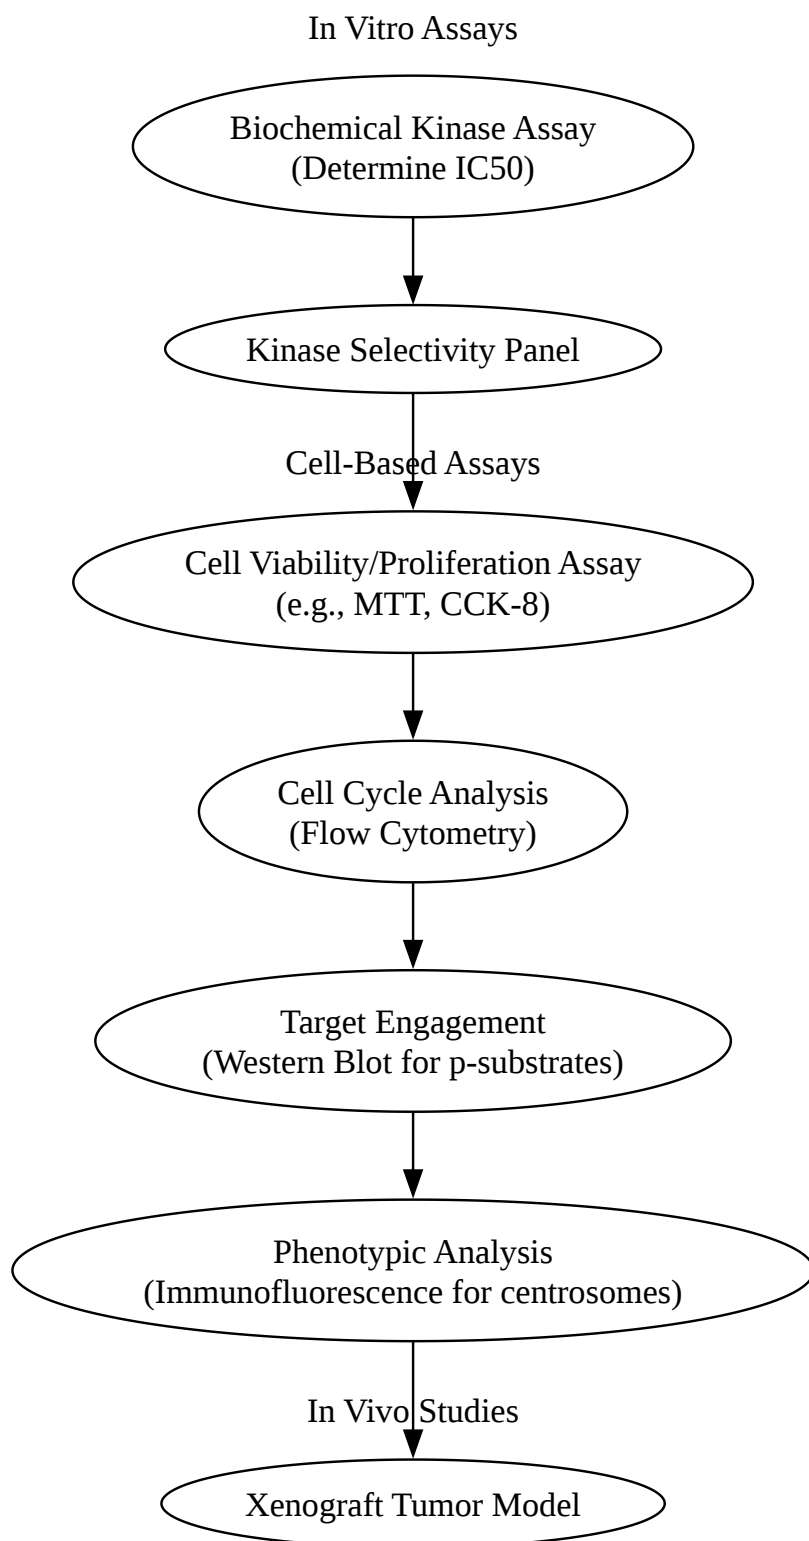 In Vitro Assays
Biochemical Kinase Assay
(Determine IC50)
Kinase Selectivity Panel
Cell-Based Assays
Cell Viability/Proliferation Assay
(e.g., MTT, CCK-8)
Cell Cycle Analysis
(Flow Cytometry)
Target Engagement
(Western Blot for p-substrates)
Phenotypic Analysis
(Immunofluorescence for centrosomes)
In Vivo Studies
Xenograft Tumor Model